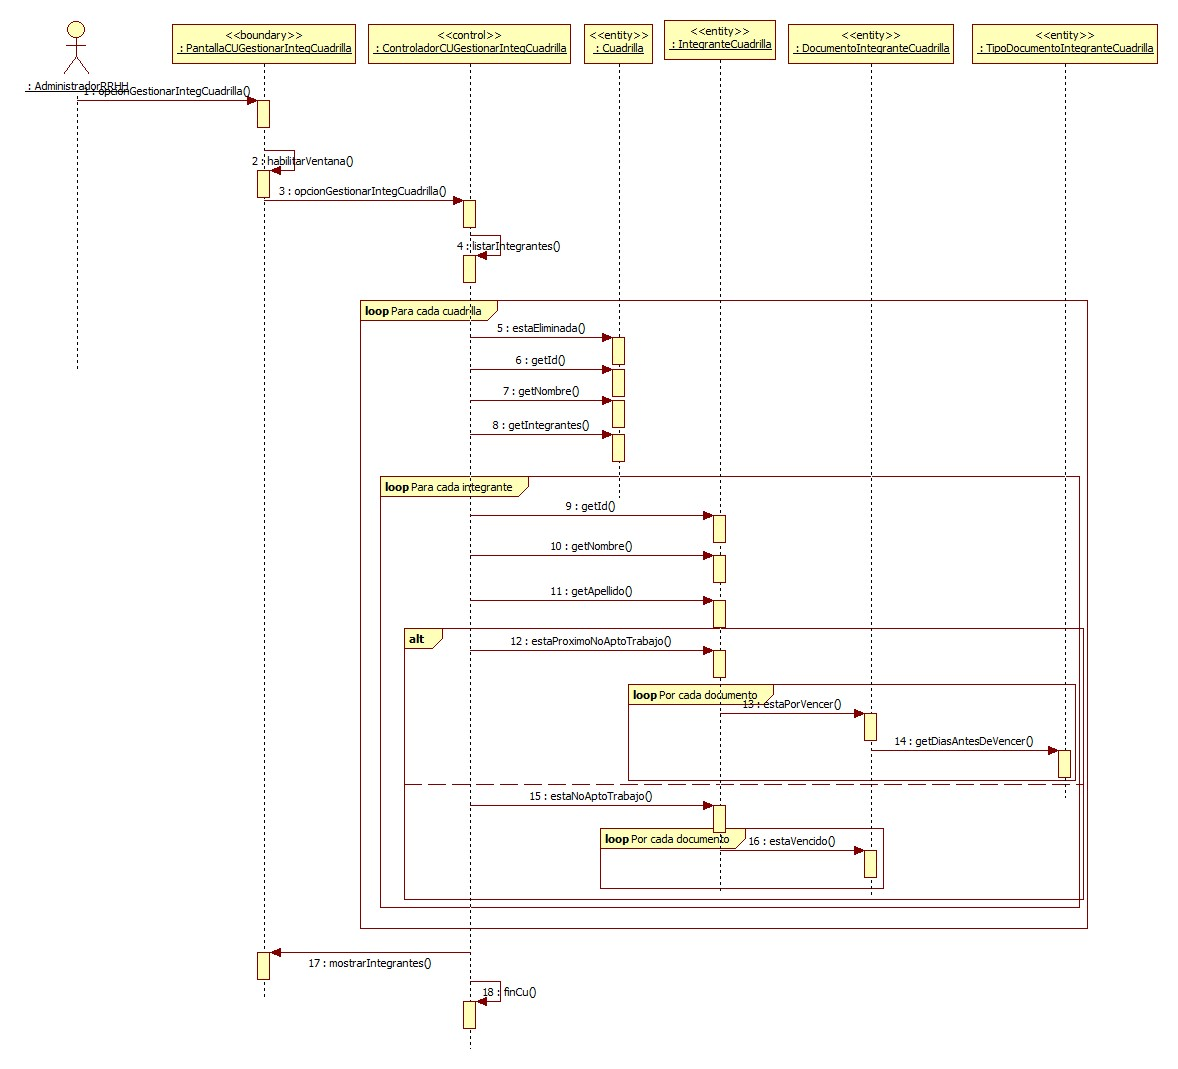 <<boundary>>
: PantallaCUGestionarIntegCuadrilla
<<control>>
: ControladorCUGestionarIntegCuadrilla
<<entity>>
: Cuadrilla
<<entity>>
: IntegranteCuadrilla
<<entity>>
: DocumentoIntegranteCuadrilla
<<entity>>
: TipoDocumentoIntegranteCuadrilla
: AdministradorRRHH
1 : opcionGestionarIntegCuadrilla()
2 : habilitarVentana()
3 : opcionGestionarIntegCuadrilla()
4 : listarIntegrantes()
loop Para cada cuadrilla
5 : estaEliminada()
6 : getId()
7 : getNombre()
8 : getIntegrantes()
loop Para cada integrante
9 : getId()
10 : getNombre()
11 : getApellido()
alt
12 : estaProximoNoAptoTrabajo()
loop Por cada documento
13 : estaPorVencer()
14 : getDiasAntesDeVencer()
15 : estaNoAptoTrabajo()
loop Por cada documento
16 : estaVencido()
17 : mostrarIntegrantes()
18 : finCu()